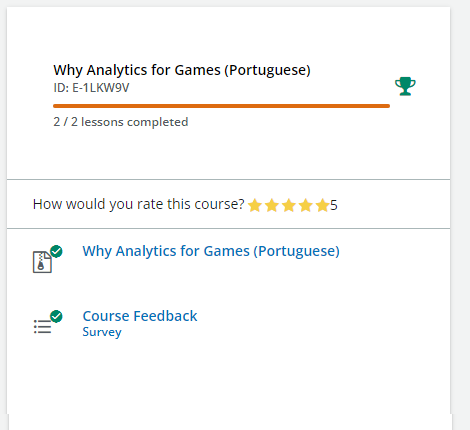 Why Analytics for Games (Portuguese)
ID: E-1LKW9V
2 / 2 lessons completed
How would you rate this course? 5
Why Analytics for Games (Portuguese)
Course Feedback
Survey